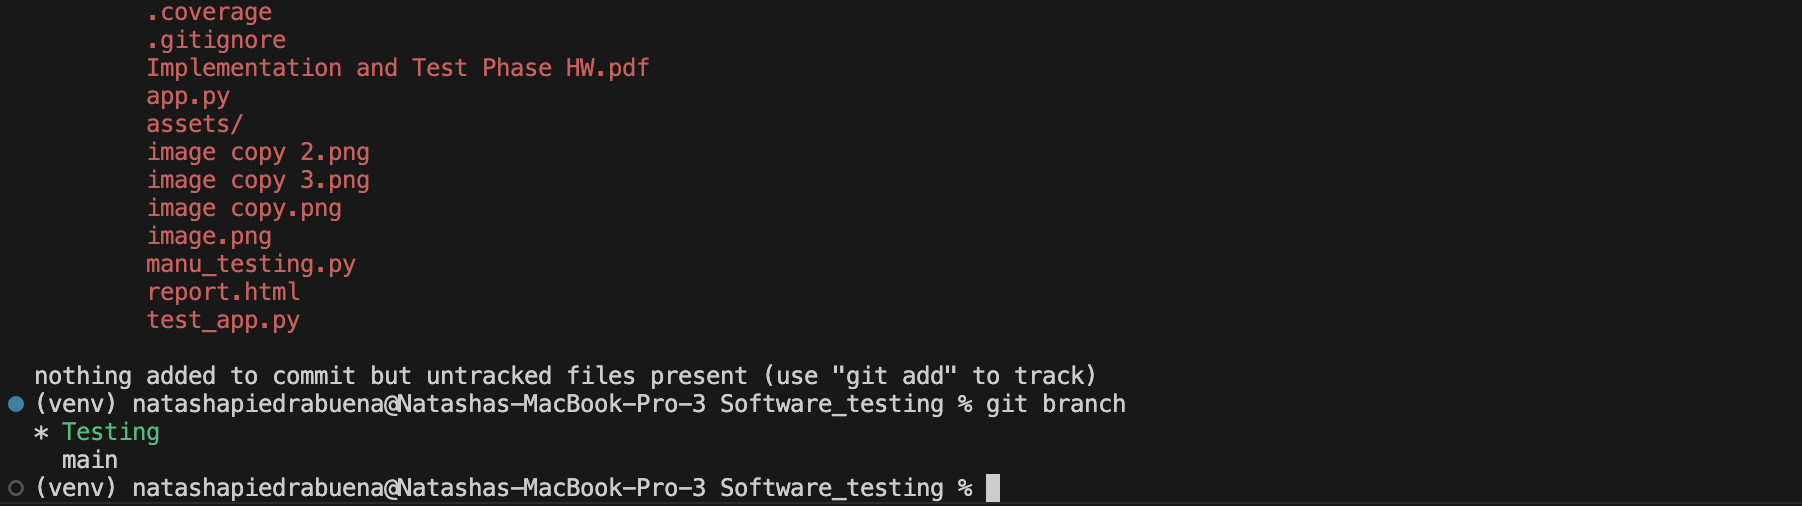 .coverage
.gitignore
Implementation and Test Phase HW.pdf
app.py
assets/
image copy 2.png
image copy 3.png
image copy.png
image.png
manu_testing.py
report.html
test_app.py
nothing added to commit but untracked files present (use "git add" to track)
(venv) natashapiedrabuena@Natashas-MacBook-Pro-3 Software_testing % git branch
* Testing
main
(venv) natashapiedrabuena@Natashas-MacBook-Pro-3 Software_testing %